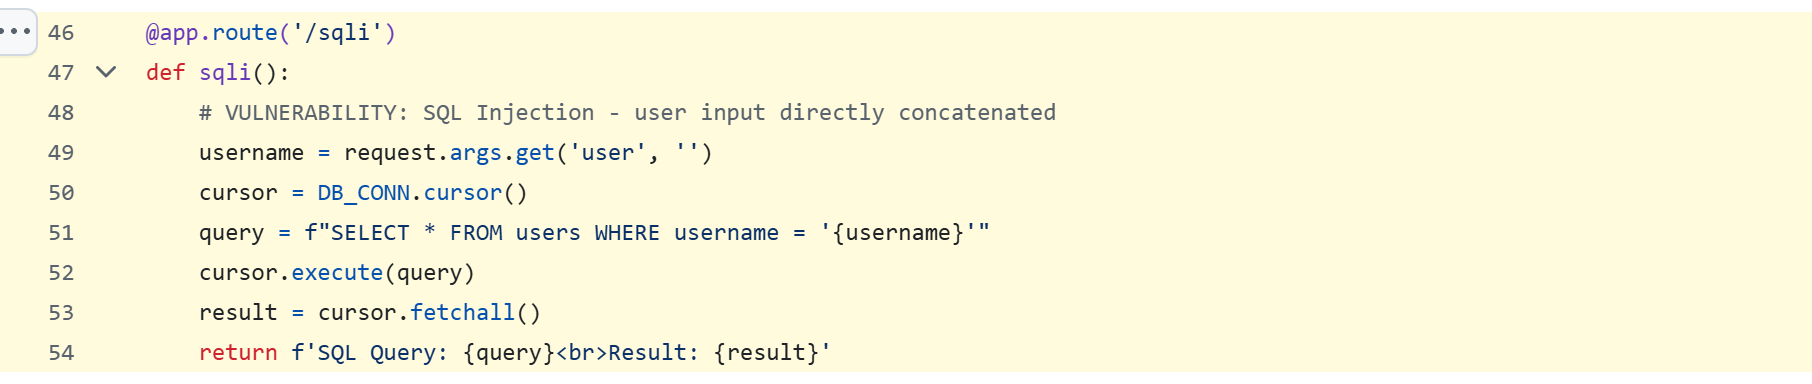 46 @app.route('/sqli')
47 def sqli():
48     # VULNERABILITY: SQL Injection - user input directly concatenated
49     username = request.args.get('user', '')
50     cursor = DB_CONN.cursor()
51     query = f"SELECT * FROM users WHERE username = '{username}'"
52     cursor.execute(query)
53     result = cursor.fetchall()
54     return f'SQL Query: {query}<br>Result: {result}'